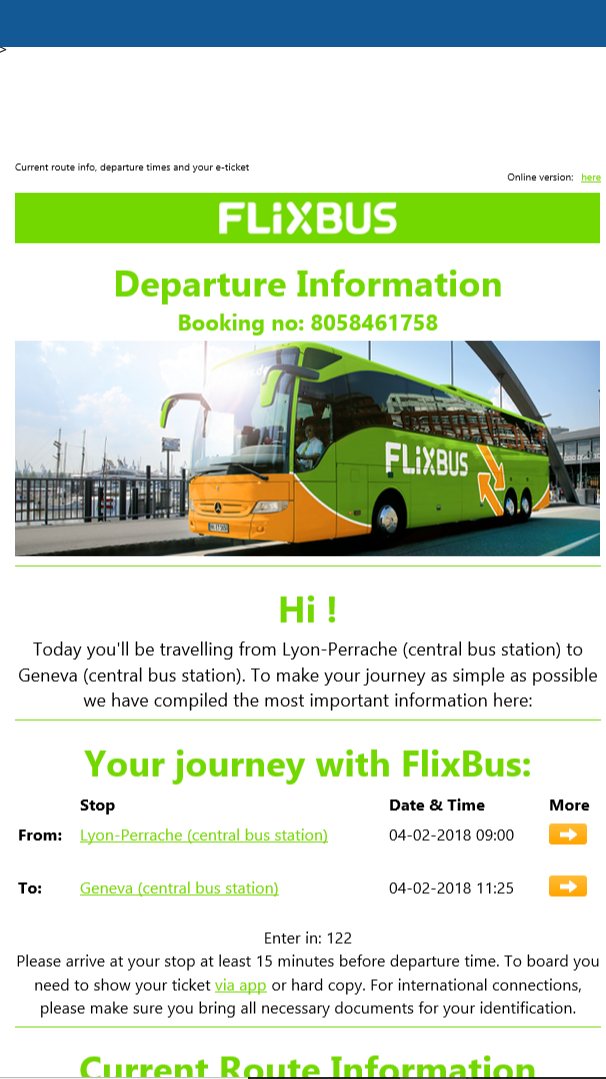 >
Current route info, departure times and your e-ticket
Online version: here
FLiXBUS
Departure Information
Booking no: 8058461758
FLiXBUS
Hi !
Today you'll be travelling from Lyon-Perrache (central bus station) to
Geneva (central bus station). To make your journey as simple as possible
we have compiled the most important information here:
Your journey with FlixBus:
Stop Date & Time More
From: Lyon-Perrache (central bus station) 04-02-2018 09:00
To: Geneva (central bus station) 04-02-2018 11:25
Enter in: 122
Please arrive at your stop at least 15 minutes before departure time. To board you
need to show your ticket via app or hard copy. For international connections,
please make sure you bring all necessary documents for your identification.
Current Route Information